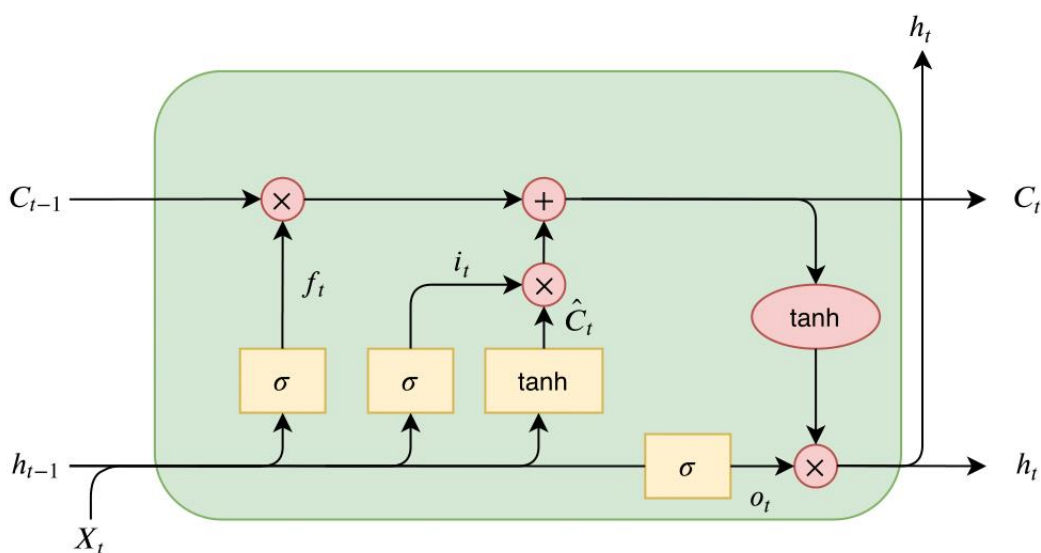 h_t
C_{t-1}
×
+
C_t
f_t
i_t
×
Ĉ_t
tanh
σ
σ
tanh
h_{t-1}
σ
×
h_t
o_t
X_t